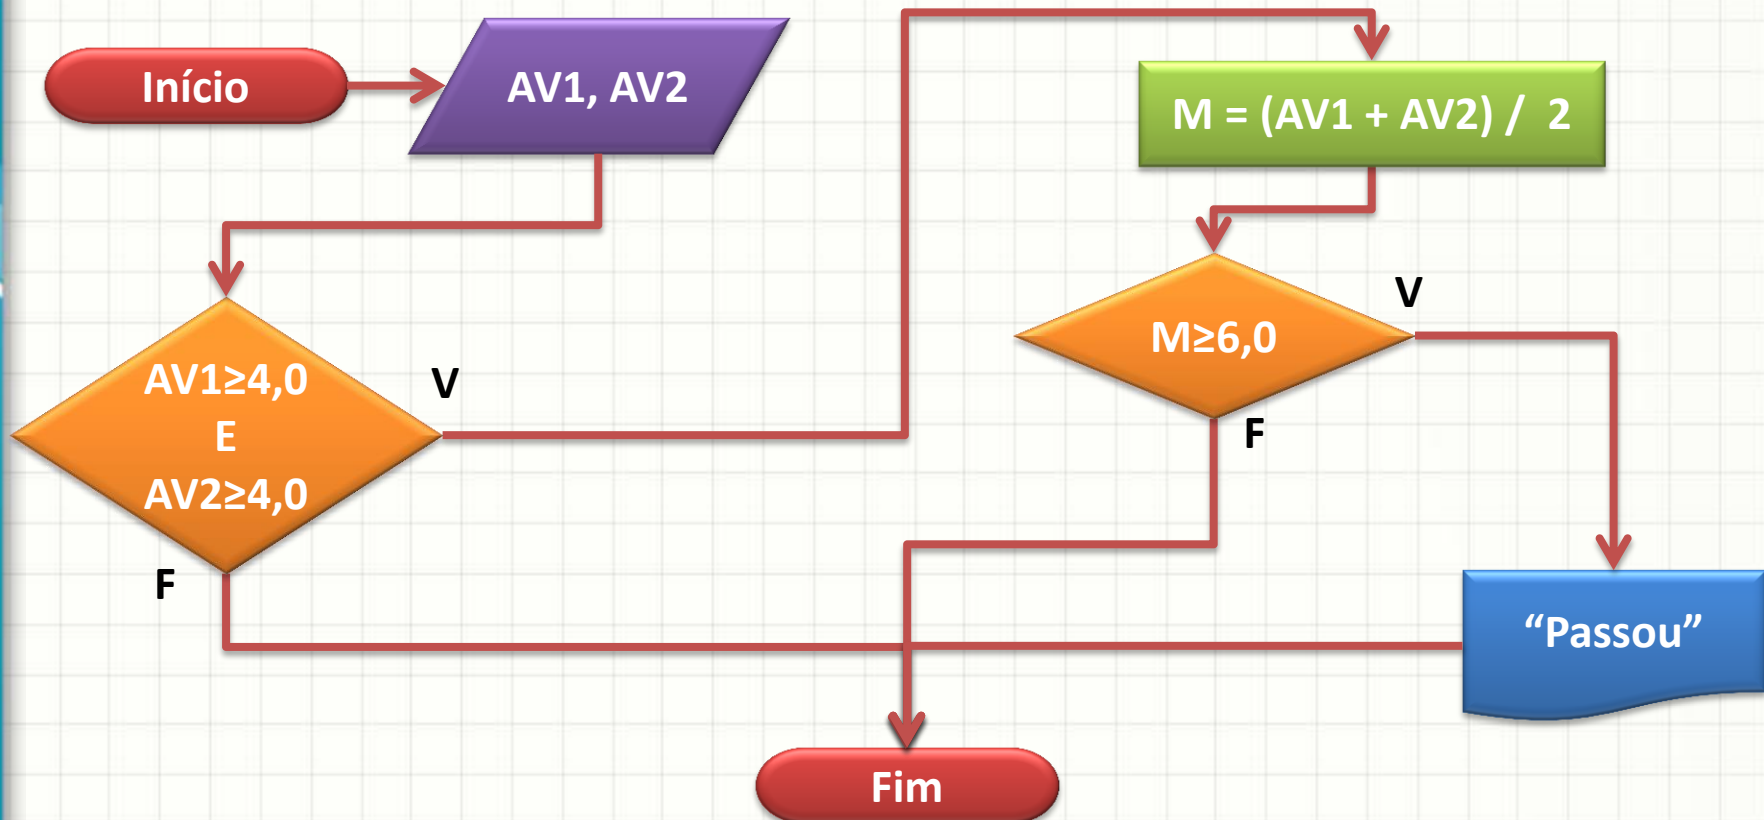 Início
AV1, AV2
AV1≥4,0
E
AV2≥4,0
V
F
M = (AV1 + AV2) /  2
M≥6,0
V
F
“Passou”
Fim